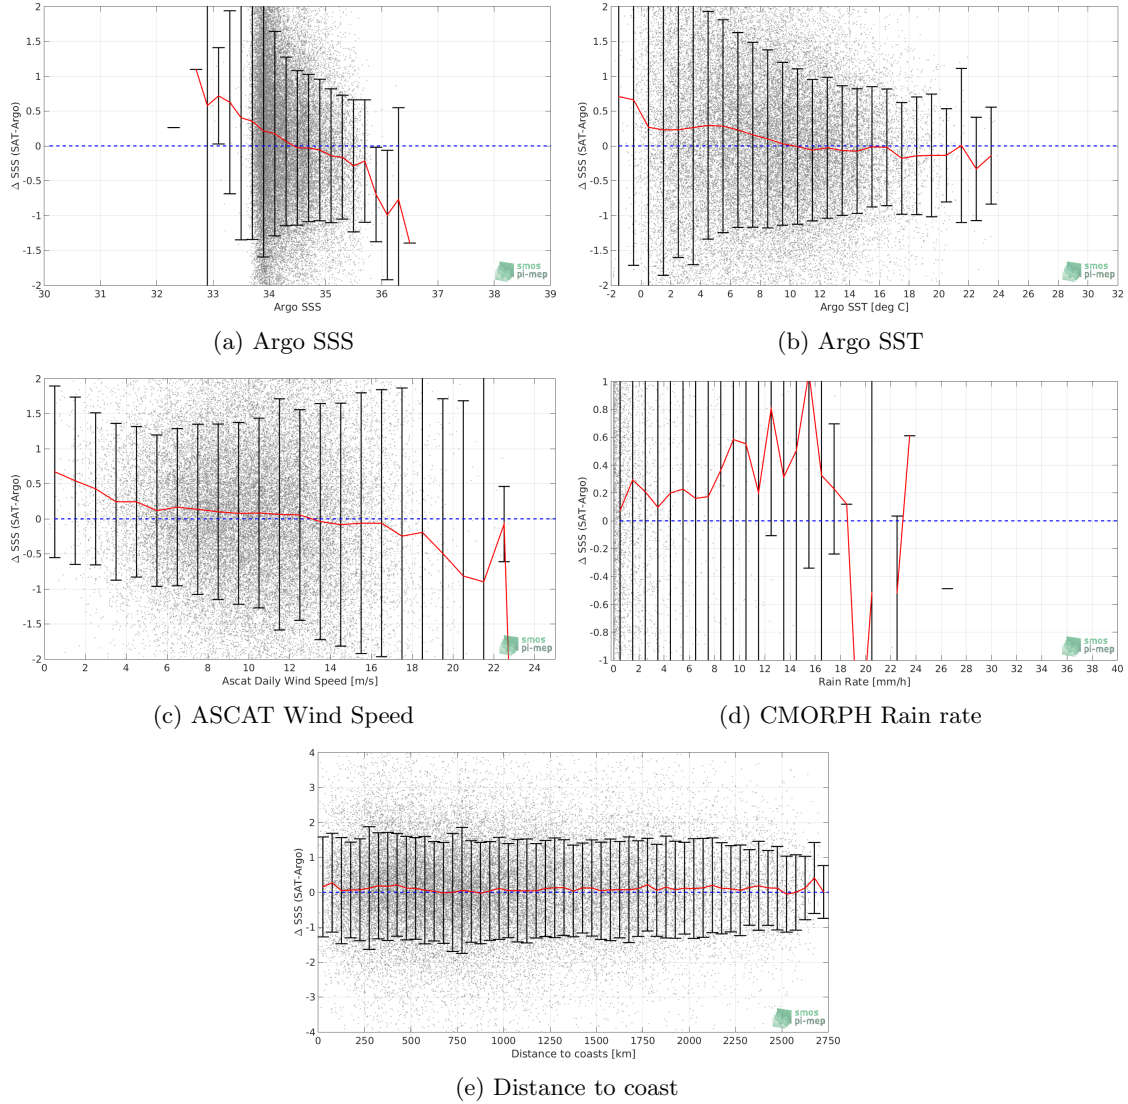 2
1.5
1
0.5
0
-0.5
-1
-1.5
-2
Δ SSS (SAT-Argo)
30 31 32 33 34 35 36 37 38 39
Argo SSS
smos
pi-mep
(a) Argo SSS
2
1.5
1
0.5
0
-0.5
-1
-1.5
-2
Δ SSS (SAT-Argo)
-2 0 2 4 6 8 10 12 14 16 18 20 22 24 26 28 30 32
Argo SST [deg C]
smos
pi-mep
(b) Argo SST
2
1.5
1
0.5
0
-0.5
-1
-1.5
-2
Δ SSS (SAT-Argo)
0 2 4 6 8 10 12 14 16 18 20 22 24
Ascat Daily Wind Speed [m/s]
smos
pi-mep
(c) ASCAT Wind Speed
1
0.8
0.6
0.4
0.2
0
-0.2
-0.4
-0.6
-0.8
-1
Δ SSS (SAT-Argo)
0 2 4 6 8 10 12 14 16 18 20 22 24 26 28 30 32 34 36 38 40
Rain Rate [mm/h]
smos
pi-mep
(d) CMORPH Rain rate
4
3
2
1
0
-1
-2
-3
-4
Δ SSS (SAT-Argo)
0 250 500 750 1000 1250 1500 1750 2000 2250 2500 2750
Distance to coasts [km]
smos
pi-mep
(e) Distance to coast